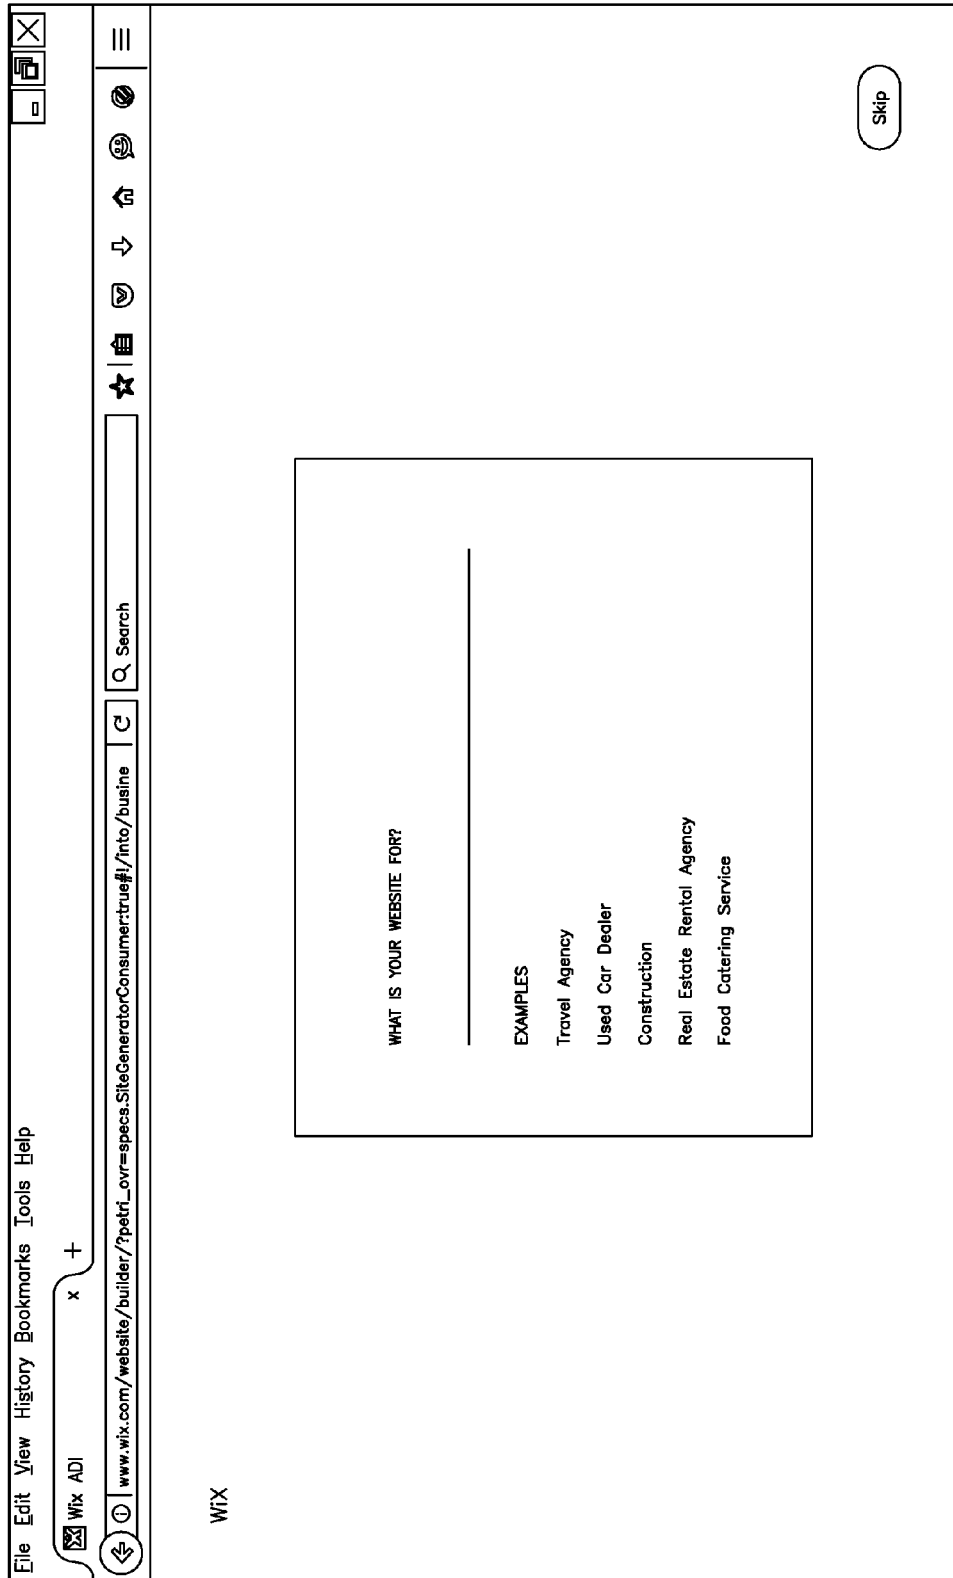 File Edit View History Bookmarks Tools Help
Wix ADI x +
www.wix.com/website/builder/?petri_ovr=specs.SiteGeneratorConsumer:true#!/into/busine
Search
WiX
WHAT IS YOUR WEBSITE FOR?
EXAMPLES
Travel Agency
Used Car Dealer
Construction
Real Estate Rental Agency
Food Catering Service
Skip